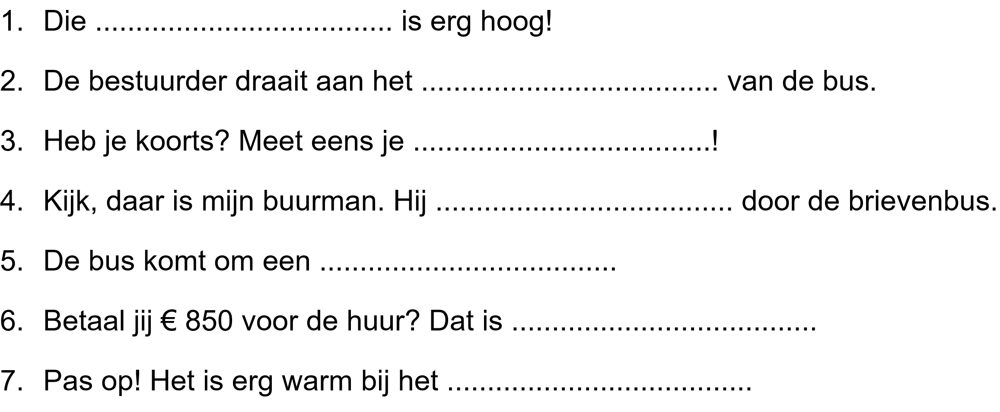 1. Die ..................................... is erg hoog!
2. De bestuurder draait aan het ..................................... van de bus.
3. Heb je koorts? Meet eens je .....................................!
4. Kijk, daar is mijn buurman. Hij ..................................... door de brievenbus.
5. De bus komt om een .....................................
6. Betaal jij € 850 voor de huur? Dat is ......................................
7. Pas op! Het is erg warm bij het ......................................